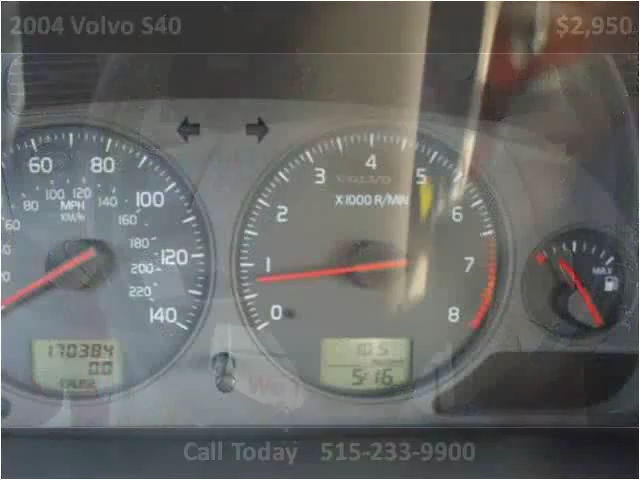 2004 Volvo S40 $2,950
60 80 100 120 140
80 100 120 140 160 180 200 220
60
MPH
KM/H
170384
0.0
CRUISE
0 1 2 3 4 5 6 7 8
VOLVO
X1000 R/MIN
10.5
5:16
Call Today 515-233-9900